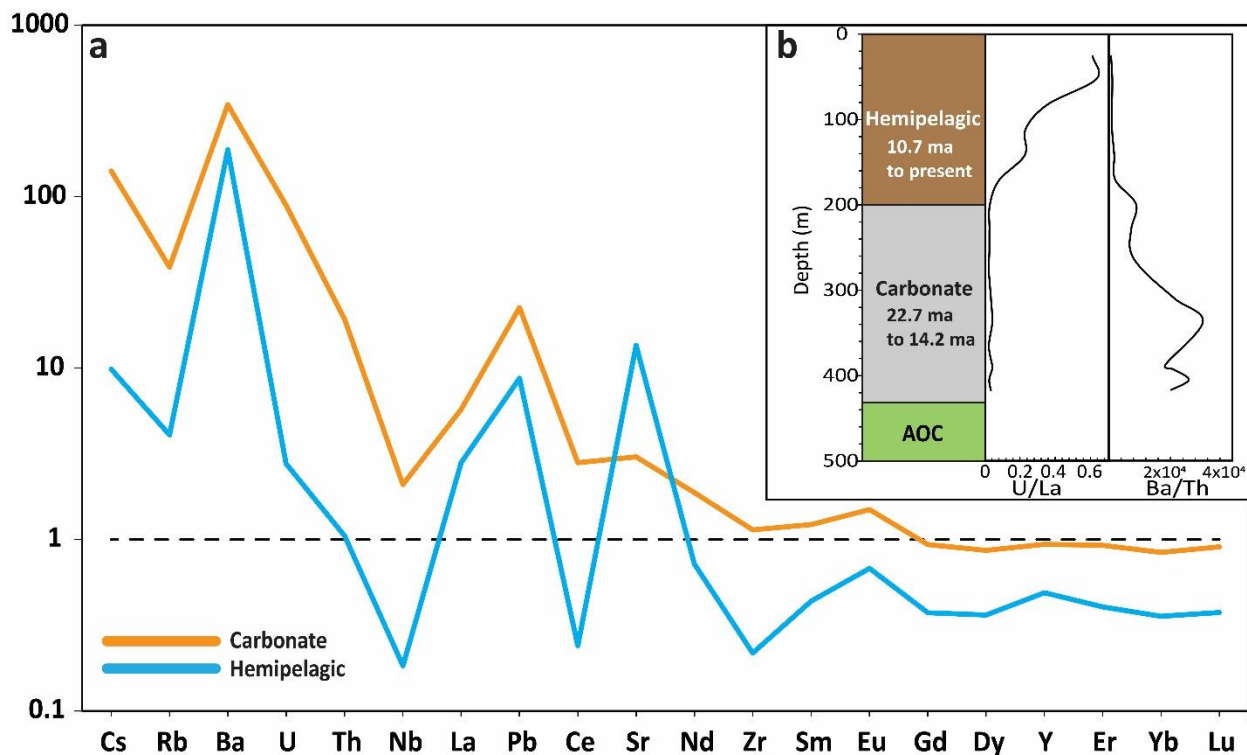 a
1000
100
10
1
0.1
Cs Rb Ba U Th Nb La Pb Ce Sr Nd Zr Sm Eu Gd Dy Y Er Yb Lu
Carbonate
Hemipelagic
b
Depth (m)
0
100
200
300
400
500
Hemipelagic
10.7 ma
to present
Carbonate
22.7 ma
to 14.2 ma
AOC
0 0.2 0.4 0.6
U/La
2x10⁴ 4x10⁴
Ba/Th